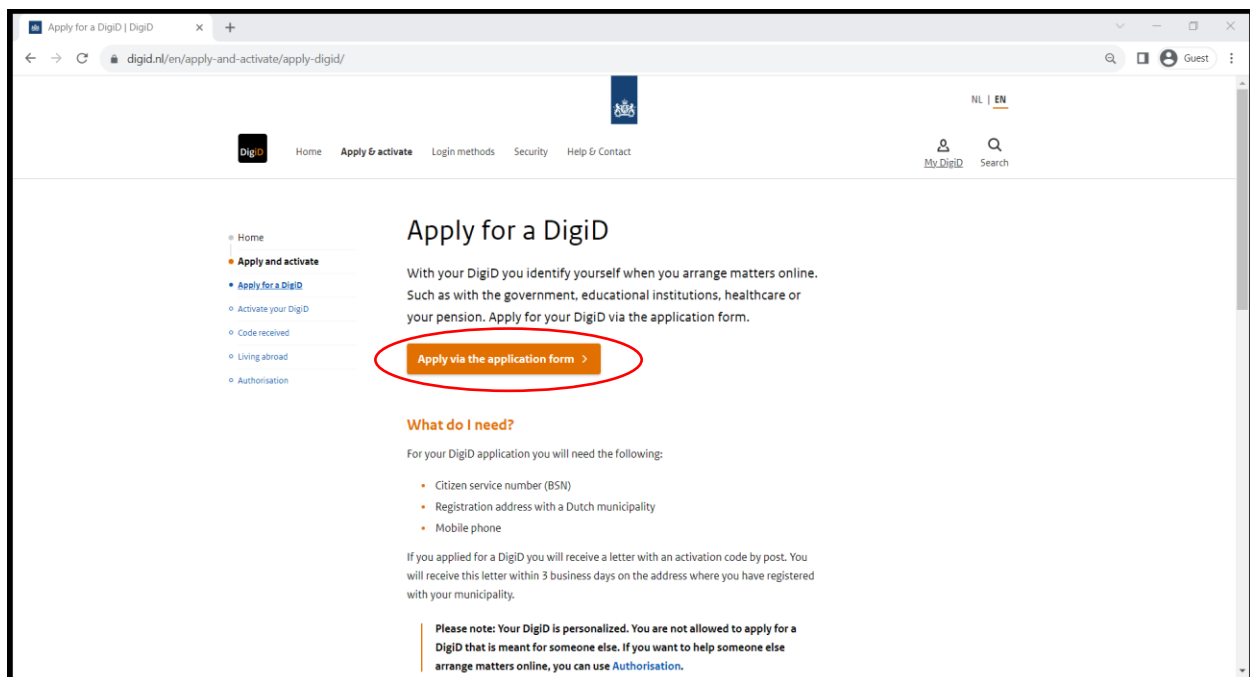 Apply for a DigiD | DigiD
digid.nl/en/apply-and-activate/apply-digid/
Guest
NL | EN
DigiD
Home
Apply & activate
Login methods
Security
Help & Contact
My DigiD
Search
Home
Apply and activate
Apply for a DigiD
Activate your DigiD
Code received
Living abroad
Authorisation
Apply for a DigiD
With your DigiD you identify yourself when you arrange matters online.
Such as with the government, educational institutions, healthcare or
your pension. Apply for your DigiD via the application form.
Apply via the application form
What do I need?
For your DigiD application you will need the following:
Citizen service number (BSN)
Registration address with a Dutch municipality
Mobile phone
If you applied for a DigiD you will receive a letter with an activation code by post. You
will receive this letter within 3 business days on the address where you have registered
with your municipality.
Please note: Your DigiD is personalized. You are not allowed to apply for a
DigiD that is meant for someone else. If you want to help someone else
arrange matters online, you can use Authorisation.